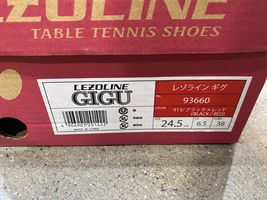 LEZOLINE
TABLE TENNIS SHOES
LEZOLINE
GIGU
レゾライン ギグ
93660
COLOR
913/ブラック×レッド
(BLACK / RED)
24.5 6.5 38
MADE IN CHINA